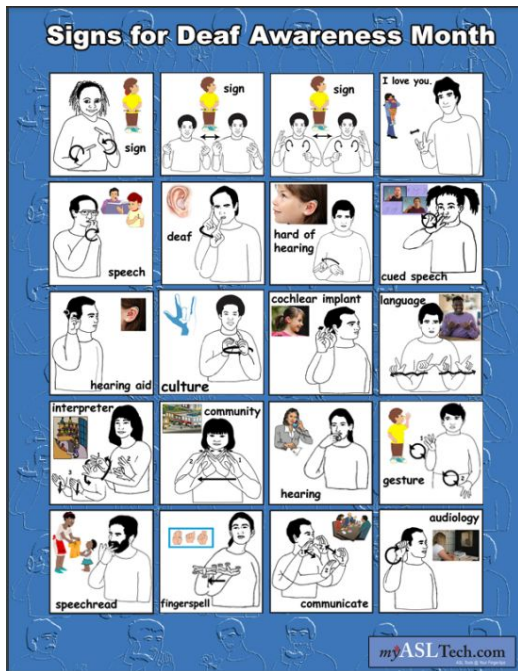 Signs for Deaf Awareness Month
sign
sign
sign
I love you.
speech
deaf
hard of
hearing
cued speech
hearing aid
culture
cochlear implant
language
interpreter
community
hearing
gesture
speechread
fingerspell
communicate
audiology
myASLTech.com